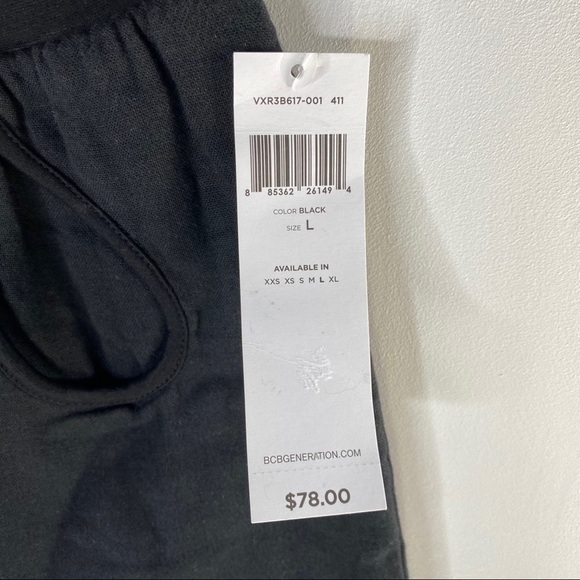 VXR3B617-001 411
8 85362 26149 4
COLOR BLACK
SIZE L
AVAILABLE IN
XXS XS S M L XL
BCBGENERATION.COM
$78.00